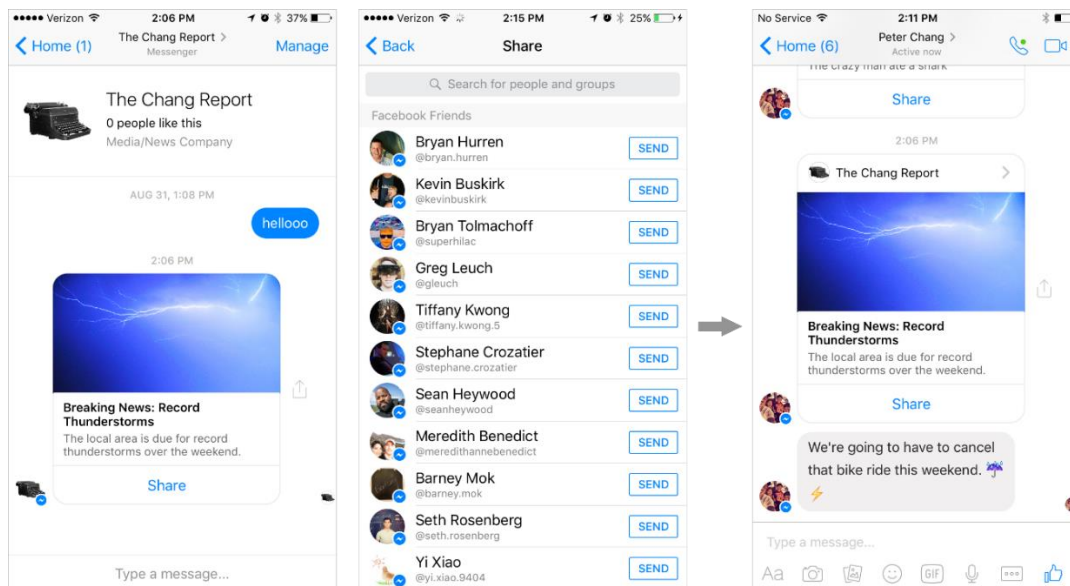 Verizon 2:06 PM 37%
Home (1)
The Chang Report
Messenger
Manage
The Chang Report
0 people like this
Media/News Company
AUG 31, 1:08 PM
hellooo
2:06 PM
Breaking News: Record
Thunderstorms
The local area is due for record
thunderstorms over the weekend.
Share
Type a message...
Verizon 2:15 PM 25%
Back
Share
Search for people and groups
Facebook Friends
Bryan Hurren
@bryan.hurren
SEND
Kevin Buskirk
@kevinbuskirk
SEND
Bryan Tolmachoff
@superhilac
SEND
Greg Leuch
@gleuch
SEND
Tiffany Kwong
@tiffany.kwong.5
SEND
Stephane Crozatier
@stephane.crozatier
SEND
Sean Heywood
@seanheywood
SEND
Meredith Benedict
@meredithannebenedict
SEND
Barney Mok
@barney.mok
SEND
Seth Rosenberg
@seth.rosenberg
SEND
Yi Xiao
@yi.xiao.9404
SEND
No Service 2:11 PM
Home (6)
Peter Chang
Active now
The crazy man ate a shark
Share
2:06 PM
The Chang Report
Breaking News: Record
Thunderstorms
The local area is due for record
thunderstorms over the weekend.
Share
We're going to have to cancel
that bike ride this weekend. ☔
⚡
Type a message...
Aa GIF